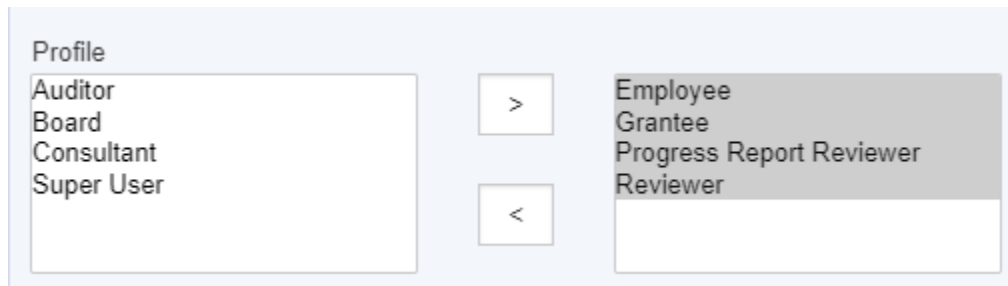 Profile
Auditor
Board
Consultant
Super User
>
<
Employee
Grantee
Progress Report Reviewer
Reviewer